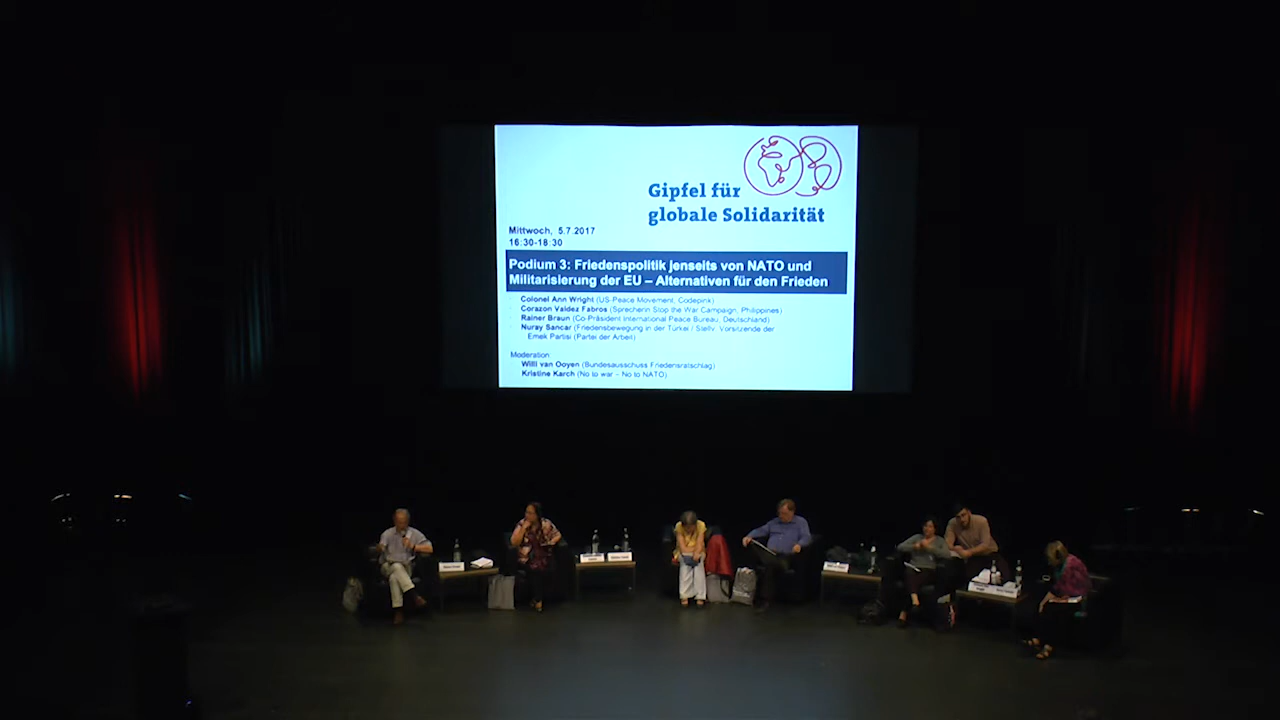 Gipfel für
globale Solidarität
Mittwoch, 5.7.2017
16:30-18:30
Podium 3: Friedenspolitik jenseits von NATO und
Militarisierung der EU – Alternativen für den Frieden
Colonel Ann Wright (US-Peace Movement, Codepink)
Corazon Valdez Fabros (Sprecherin Stop the War Campaign, Philippines)
Rainer Braun (Co-Präsident International Peace Bureau, Deutschland)
Nuray Sancar (Friedensbewegung in der Türkei / Stellv. Vorsitzende der
Emek Partisi (Partei der Arbeit)
Moderation:
Willi van Ooyen (Bundesausschuss Friedensratschlag)
Kristine Karch (No to war – No to NATO)